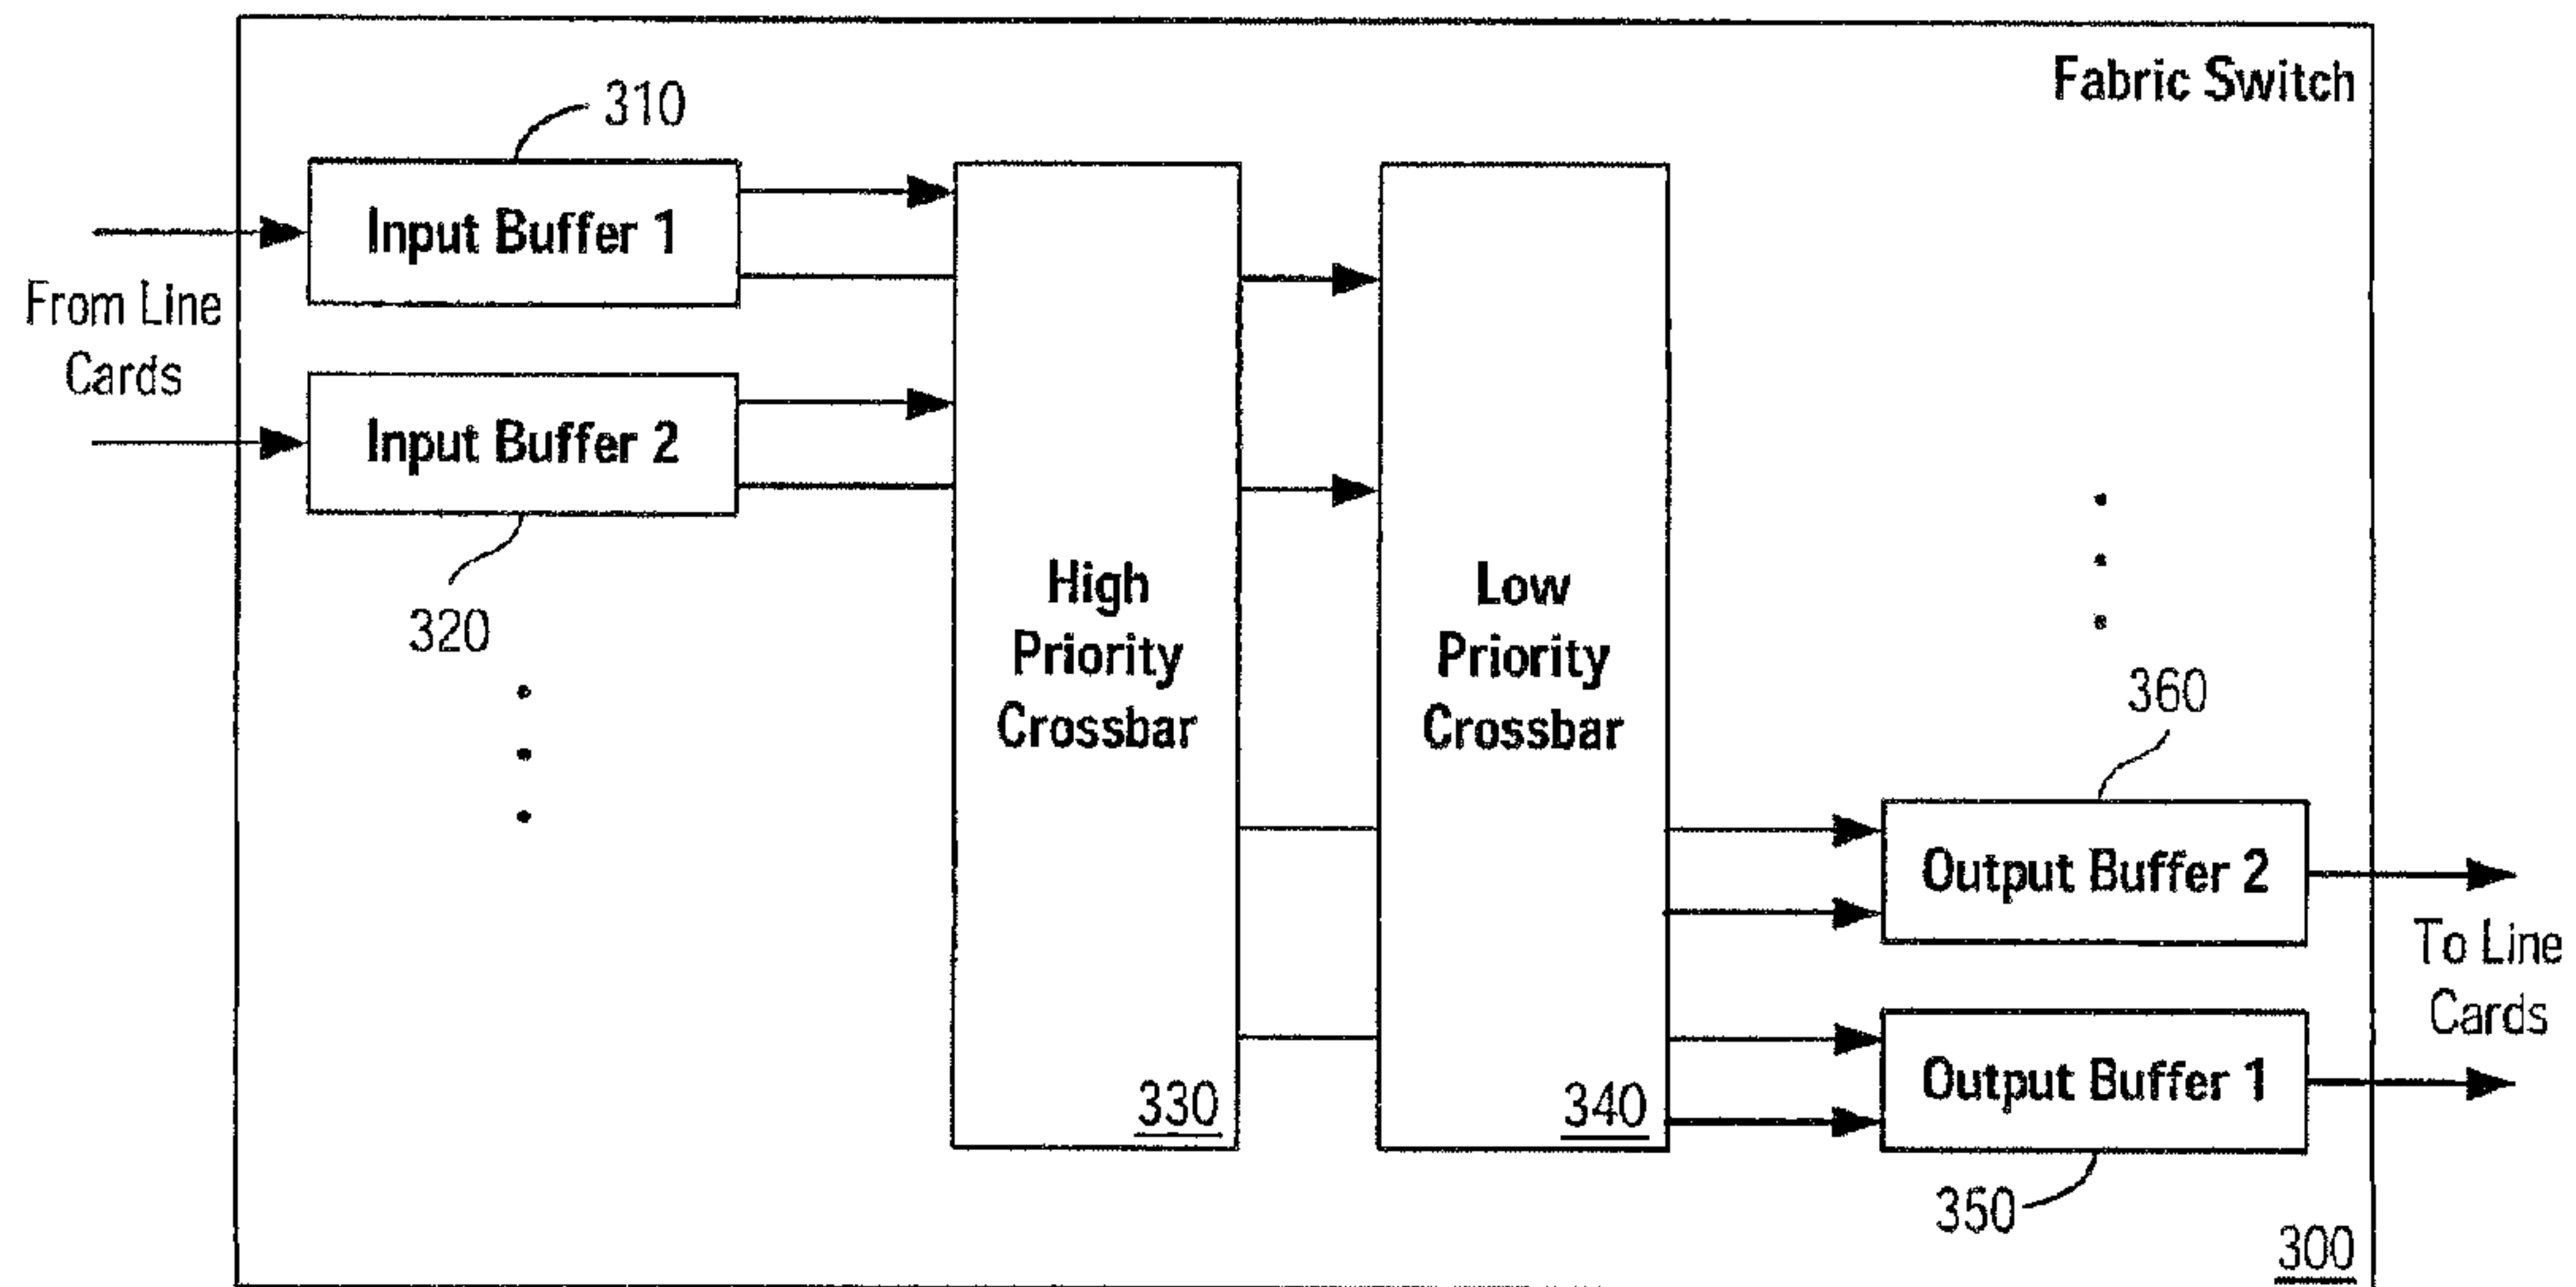 Fabric Switch
310
Input Buffer 1
From Line
Cards
Input Buffer 2
320
High
Priority
Crossbar
330
Low
Priority
Crossbar
340
360
Output Buffer 2
To Line
Cards
Output Buffer 1
350
300